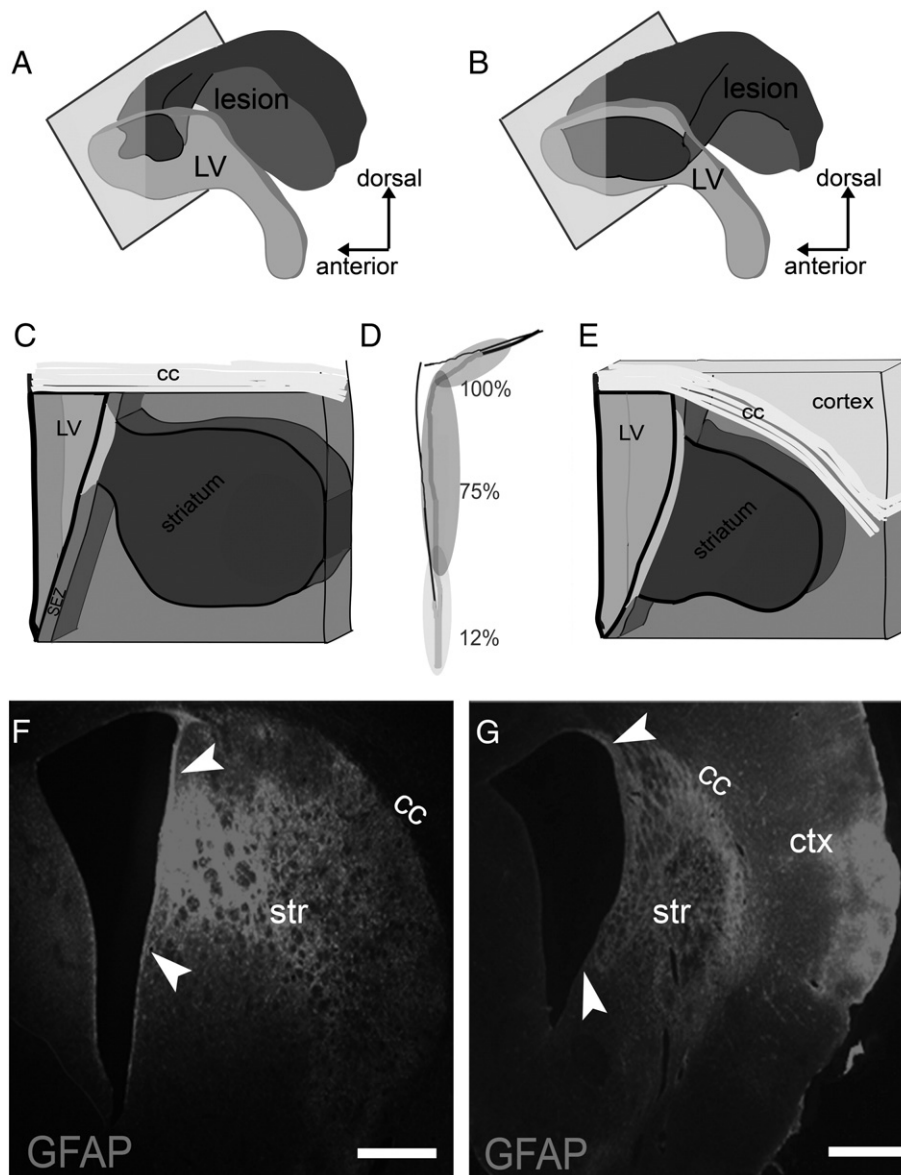 A
lesion
LV
dorsal
anterior
B
lesion
LV
dorsal
anterior
C
cc
LV
striatum
SEZ
D
100%
75%
12%
E
cc
cortex
LV
striatum
F
cc
str
GFAP
G
cc
ctx
str
GFAP